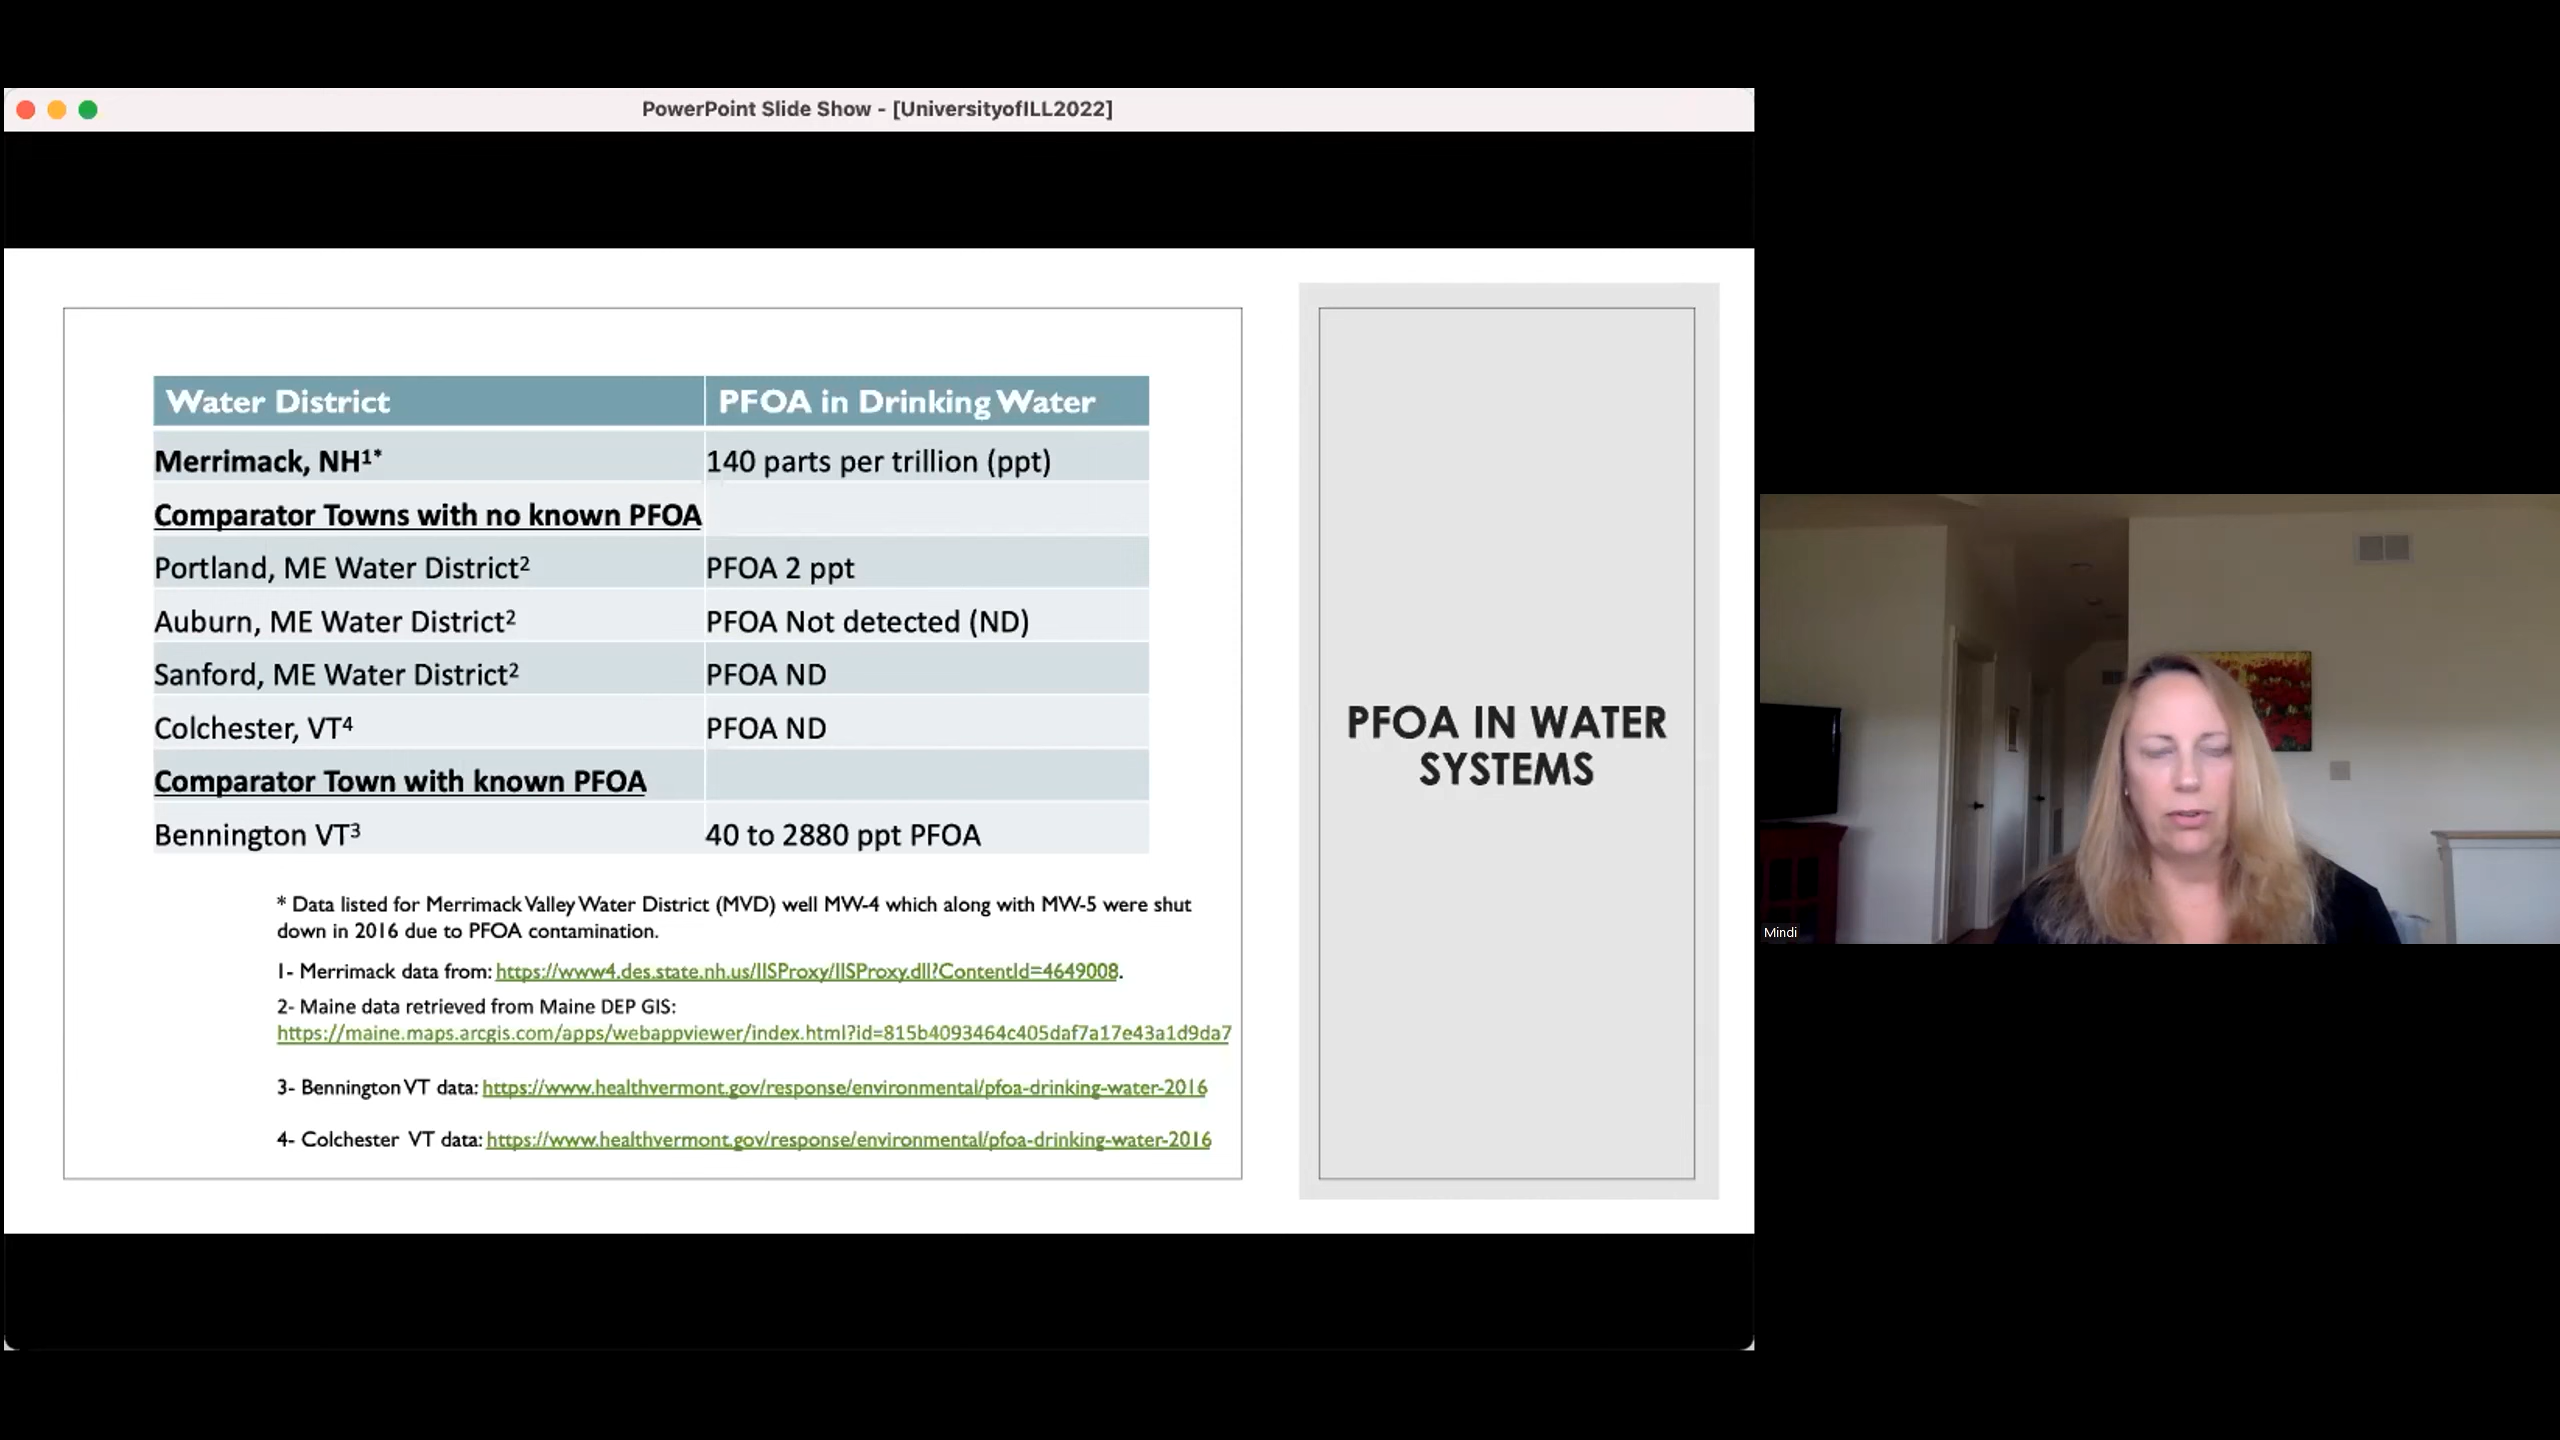 PowerPoint Slide Show - [UniversityofILL2022]
Water District PFOA in Drinking Water
Merrimack, NH¹* 140 parts per trillion (ppt)
Comparator Towns with no known PFOA
Portland, ME Water District² PFOA 2 ppt
Auburn, ME Water District² PFOA Not detected (ND)
Sanford, ME Water District² PFOA ND
Colchester, VT⁴ PFOA ND
Comparator Town with known PFOA
Bennington VT³ 40 to 2880 ppt PFOA
* Data listed for Merrimack Valley Water District (MVD) well MW-4 which along with MW-5 were shut
down in 2016 due to PFOA contamination.
1- Merrimack data from: https://www4.des.state.nh.us/IISProxy/IISProxy.dll?ContentId=4649008.
2- Maine data retrieved from Maine DEP GIS:
https://maine.maps.arcgis.com/apps/webappviewer/index.html?id=815b4093464c405daf7a17e43a1d9da7
3- Bennington VT data: https://www.healthvermont.gov/response/environmental/pfoa-drinking-water-2016
4- Colchester VT data: https://www.healthvermont.gov/response/environmental/pfoa-drinking-water-2016
PFOA IN WATER
SYSTEMS
Mindi